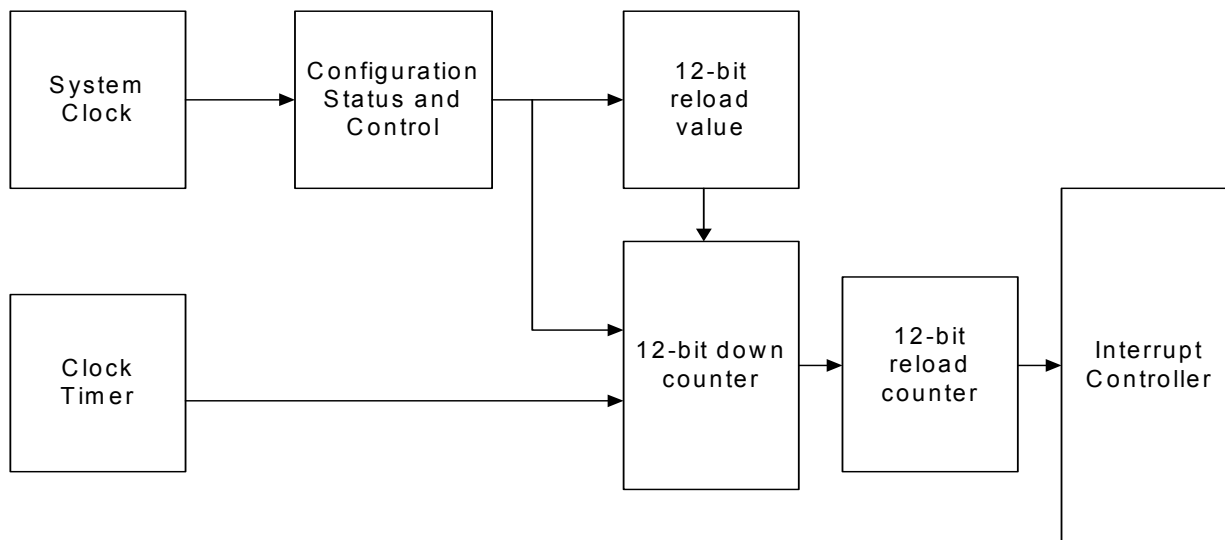 System
Clock
Configuration
Status and
Control
12-bit
reload
value
Clock
Timer
12-bit down
counter
12-bit
reload
counter
Interrupt
Controller